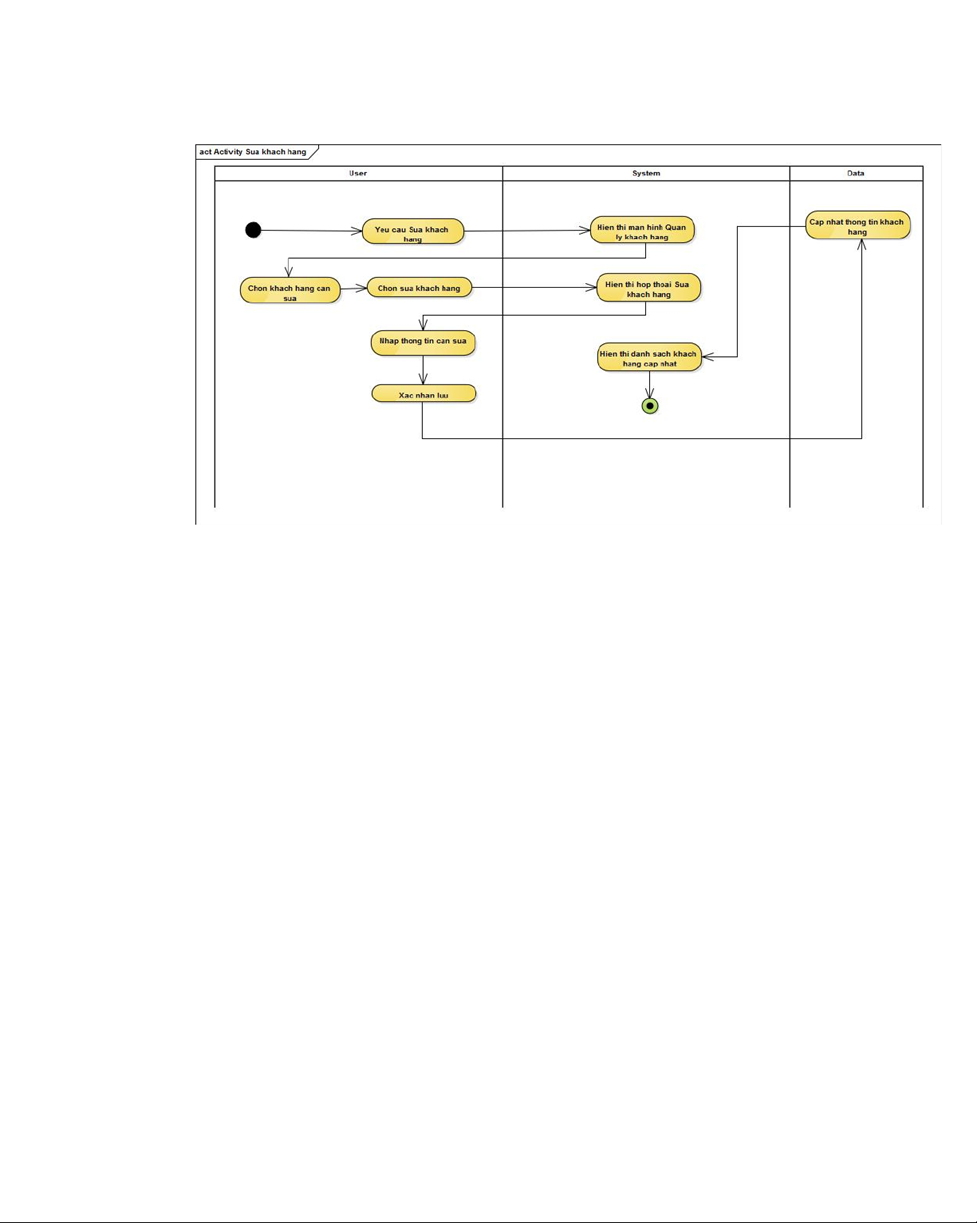 act Activity Sua khach hang
User
System
Data
Yeu cau Sua khach
hang
Hien thi man hinh Quan
ly khach hang
Cap nhat thong tin khach
hang
Chon khach hang can
sua
Chon sua khach hang
Hien thi hop thoai Sua
khach hang
Nhap thong tin can sua
Hien thi danh sach khach
hang cap nhat
Xac nhan luu